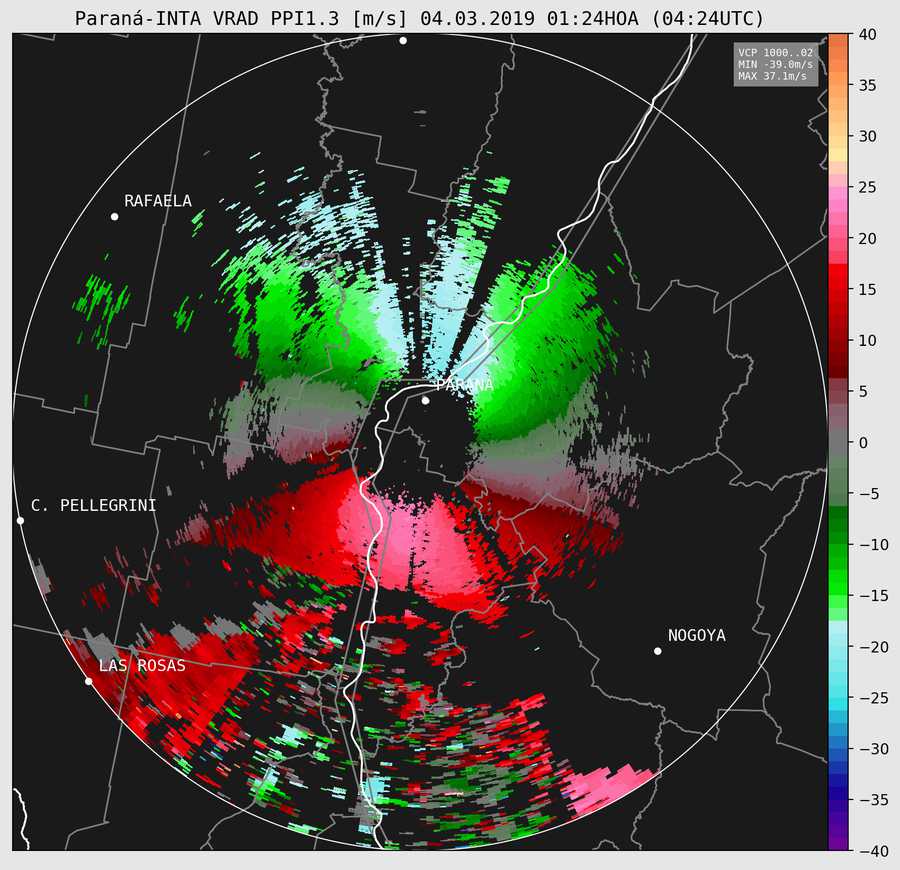 Paraná-INTA VRAD PPI1.3 [m/s] 04.03.2019 01:24HOA (04:24UTC)
VCP 1000..02
MIN -39.0m/s
MAX 37.1m/s
RAFAELA
PARANÁ
C. PELLEGRINI
NOGOYA
LAS ROSAS
40
35
30
25
20
15
10
5
0
−5
−10
−15
−20
−25
−30
−35
−40